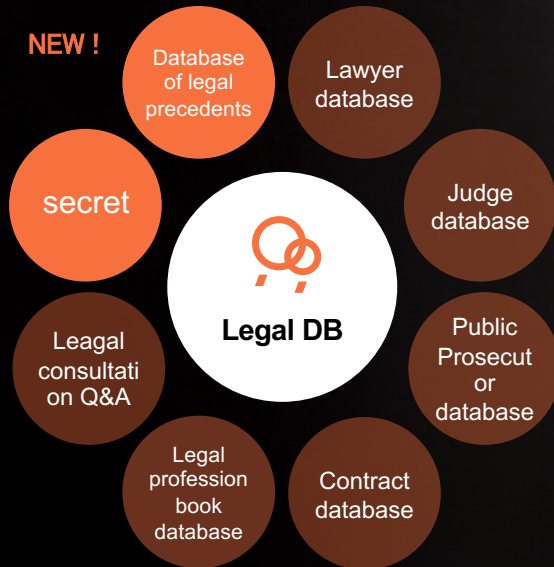 NEW !
Database
of legal
precedents
Lawyer
database
secret
Judge
database
Legal DB
Leagal
consultati
on Q&A
Public
Prosecut
or
database
Legal
profession
book
database
Contract
database